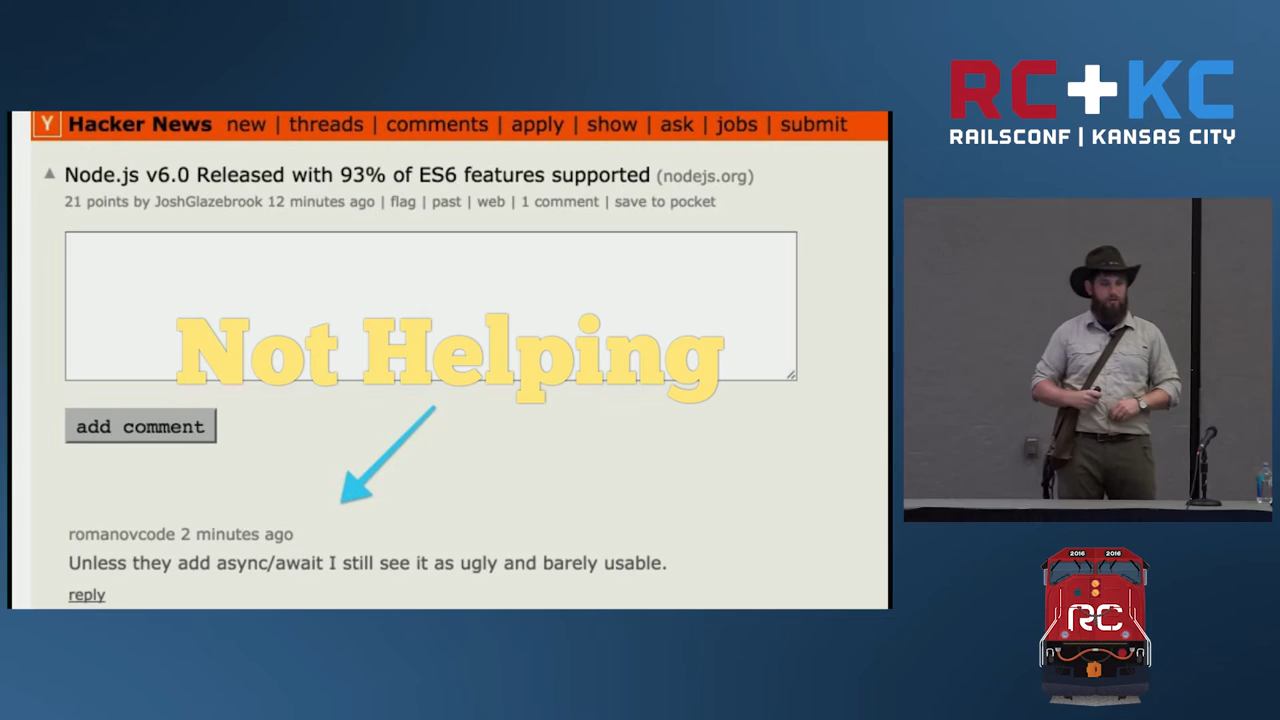 Y Hacker News new | threads | comments | apply | show | ask | jobs | submit
Node.js v6.0 Released with 93% of ES6 features supported (nodejs.org)
21 points by JoshGlazebrook 12 minutes ago | flag | past | web | 1 comment | save to pocket
Not Helping
add comment
romanovcode 2 minutes ago
Unless they add async/await I still see it as ugly and barely usable.
reply
RC+KC
RAILSCONF | KANSAS CITY
2016 2016
RC